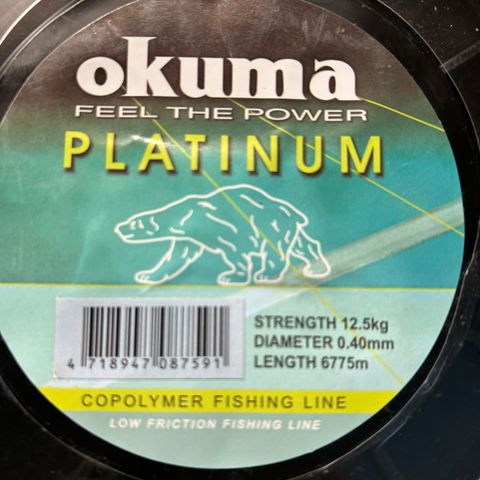 okuma
FEEL THE POWER
PLATINUM
STRENGTH 12.5kg
DIAMETER 0.40mm
LENGTH 6775m
4 718947 087591
COPOLYMER FISHING LINE
LOW FRICTION FISHING LINE